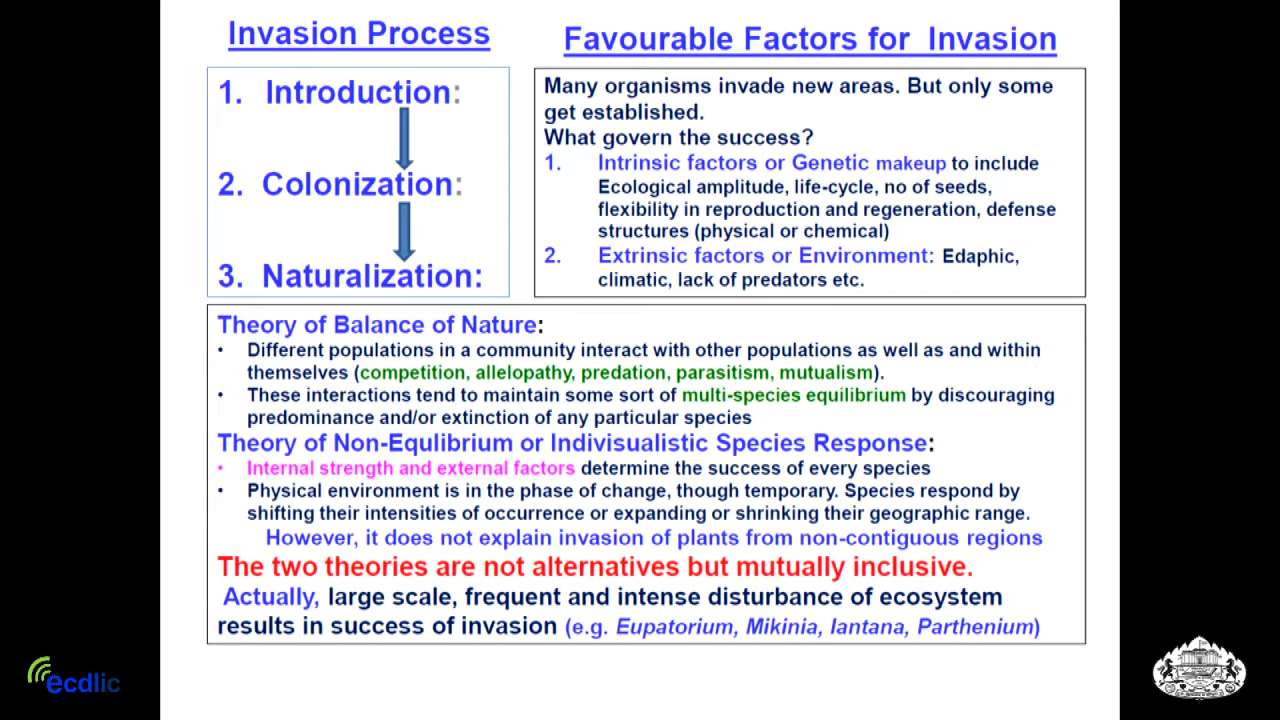 Invasion Process
1. Introduction:
2. Colonization:
3. Naturalization:
Favourable Factors for Invasion
Many organisms invade new areas. But only some
get established.
What govern the success?
1. Intrinsic factors or Genetic makeup to include
Ecological amplitude, life-cycle, no of seeds,
flexibility in reproduction and regeneration, defense
structures (physical or chemical)
2. Extrinsic factors or Environment: Edaphic,
climatic, lack of predators etc.
Theory of Balance of Nature:
• Different populations in a community interact with other populations as well as and within
themselves (competition, allelopathy, predation, parasitism, mutualism).
• These interactions tend to maintain some sort of multi-species equilibrium by discouraging
predominance and/or extinction of any particular species
Theory of Non-Equlibrium or Indivisualistic Species Response:
• Internal strength and external factors determine the success of every species
• Physical environment is in the phase of change, though temporary. Species respond by
shifting their intensities of occurrence or expanding or shrinking their geographic range.
However, it does not explain invasion of plants from non-contiguous regions
The two theories are not alternatives but mutually inclusive.
Actually, large scale, frequent and intense disturbance of ecosystem
results in success of invasion (e.g. Eupatorium, Mikinia, lantana, Parthenium)
ecdlic